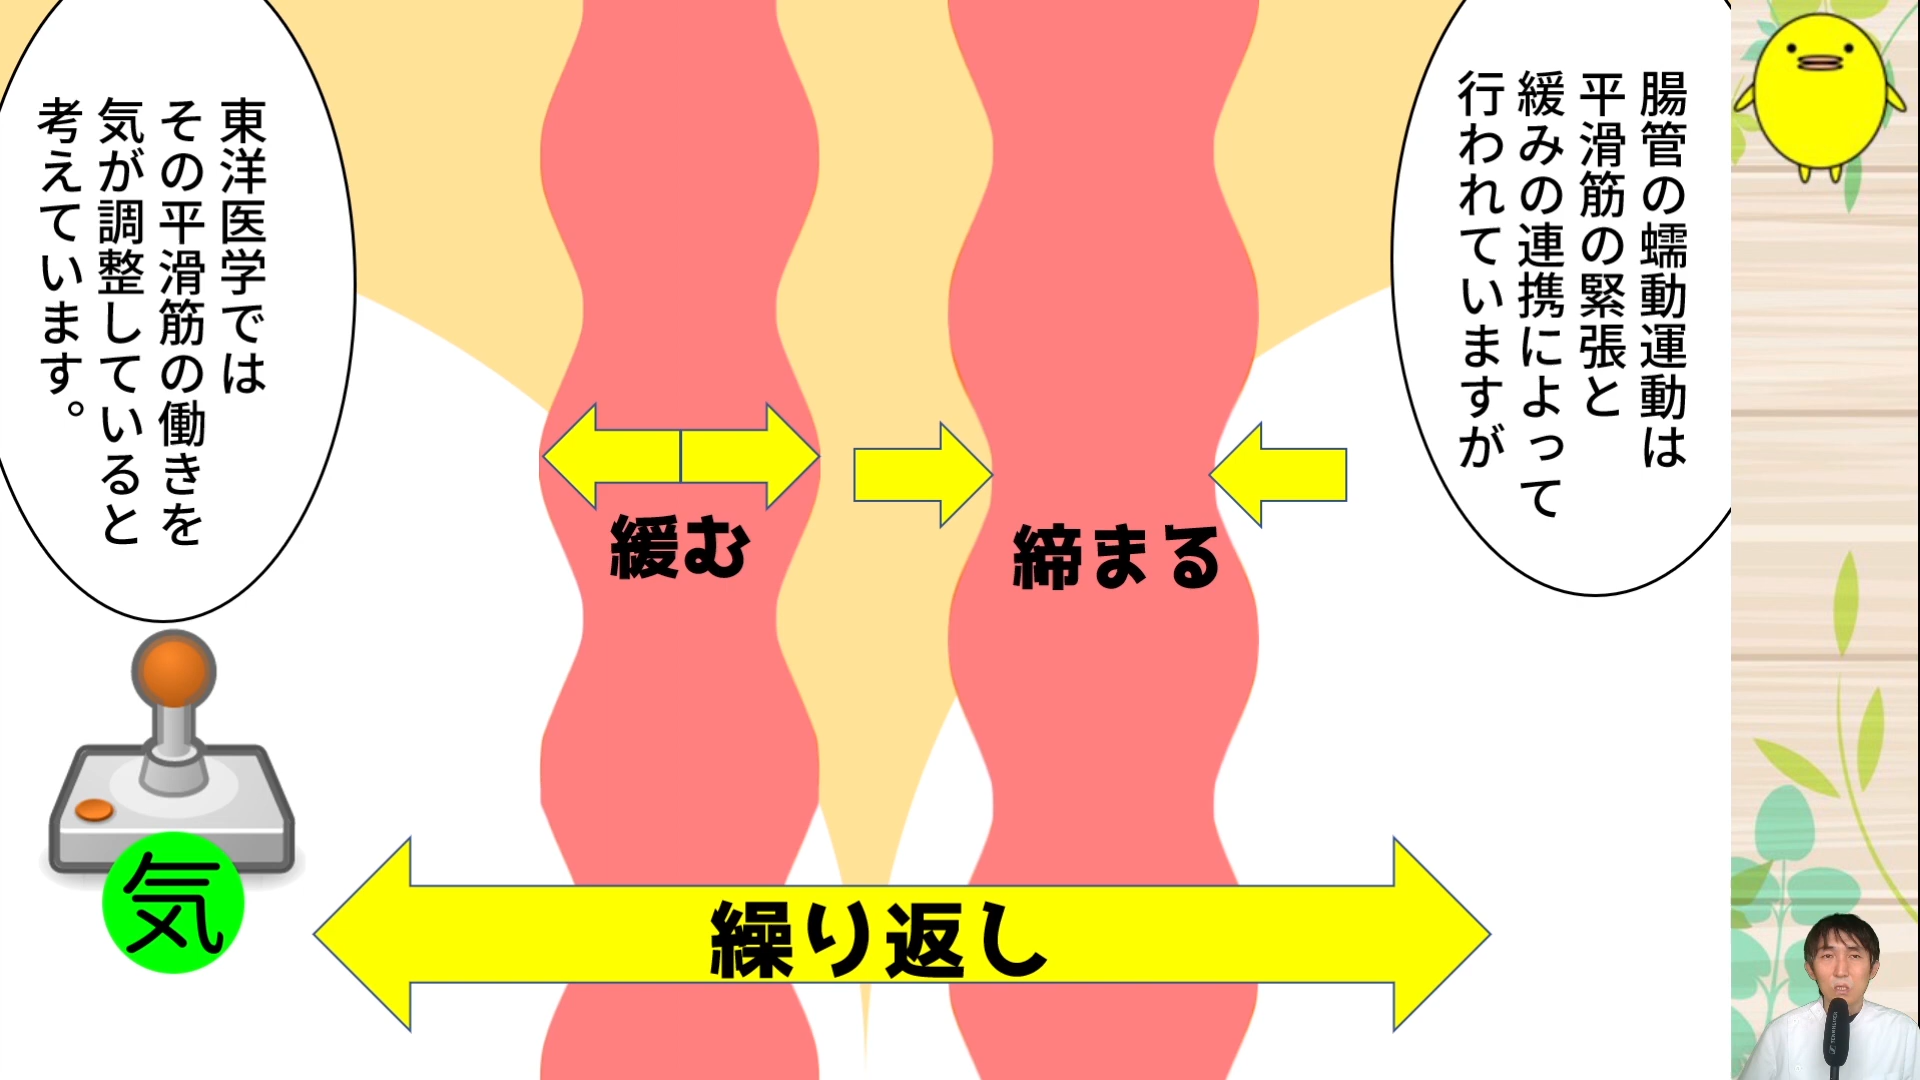 腸管の蠕動運動は
平滑筋の緊張と
緩みの連携によって
行われていますが
東洋医学では
その平滑筋の働きを
気が調整していると
考えています。
緩む
締まる
繰り返し
気